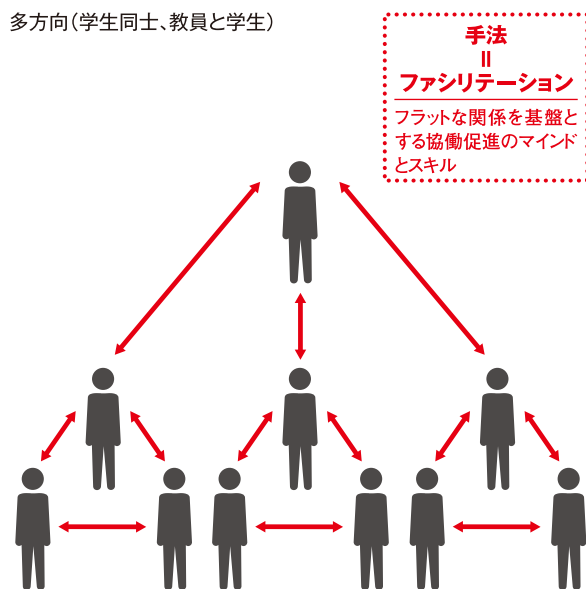 多方向(学生同士、教員と学生)
手法
=
ファシリテーション
フラットな関係を基盤と
する協働促進のマインド
とスキル